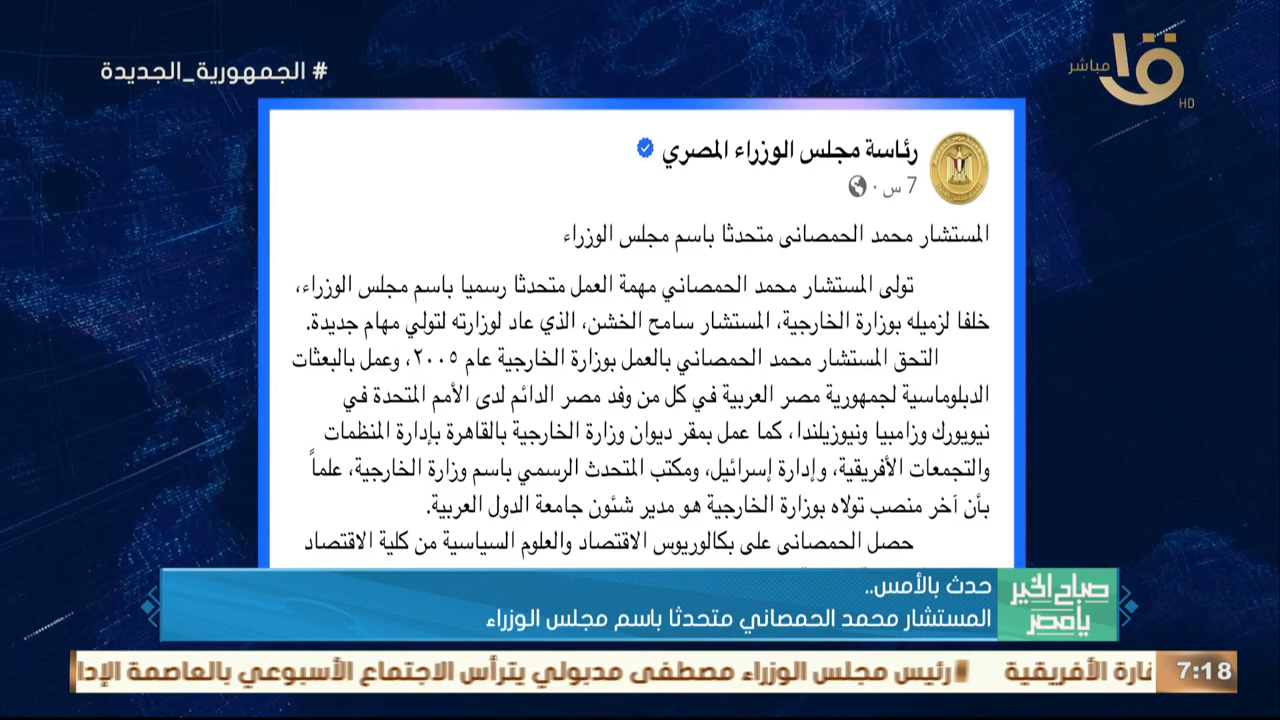 # الجمهورية_الجديدة
مباشر
HD
رئاسة مجلس الوزراء المصري
7 س ·
المستشار محمد الحمصانى متحدثا باسم مجلس الوزراء
تولى المستشار محمد الحمصاني مهمة العمل متحدثا رسميا باسم مجلس الوزراء،
خلفا لزميله بوزارة الخارجية، المستشار سامح الخشن، الذي عاد لوزارته لتولي مهام جديدة.
التحق المستشار محمد الحمصاني بالعمل بوزارة الخارجية عام ٢٠٠٥، وعمل بالبعثات
الدبلوماسية لجمهورية مصر العربية في كل من وفد مصر الدائم لدى الأمم المتحدة في
نيويورك وزامبيا ونيوزيلندا، كما عمل بمقر ديوان وزارة الخارجية بالقاهرة بإدارة المنظمات
والتجمعات الأفريقية، وإدارة إسرائيل، ومكتب المتحدث الرسمي باسم وزارة الخارجية، علماً
بأن آخر منصب تولاه بوزارة الخارجية هو مدير شئون جامعة الدول العربية.
حصل الحمصانى على بكالوريوس الاقتصاد والعلوم السياسية من كلية الاقتصاد
حدث بالأمس..
المستشار محمد الحمصاني متحدثا باسم مجلس الوزراء
صباح الخير
يا مصر
7:18
القارة الأفريقية
رئيس مجلس الوزراء مصطفى مدبولي يترأس الاجتماع الأسبوعي بالعاصمة